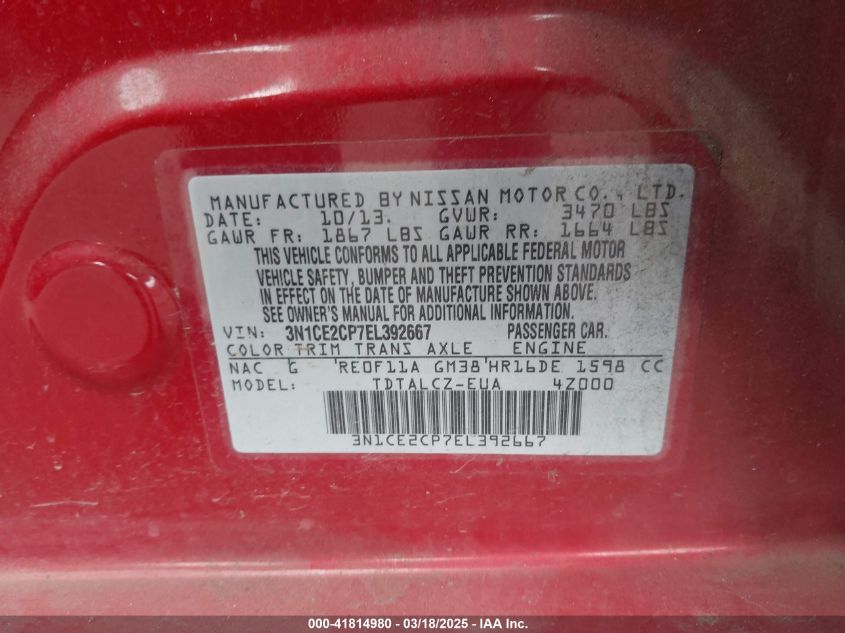 MANUFACTURED BY NISSAN MOTOR CO., LTD.
DATE: 10/13. GVWR: 3470 LBS
GAWR FR: 1867 LBS GAWR RR: 1664 LBS
THIS VEHICLE CONFORMS TO ALL APPLICABLE FEDERAL MOTOR
VEHICLE SAFETY, BUMPER AND THEFT PREVENTION STANDARDS
IN EFFECT ON THE DATE OF MANUFACTURE SHOWN ABOVE.
SEE OWNER'S MANUAL FOR ADDITIONAL INFORMATION.
VIN: 3N1CE2CP7EL392667 PASSENGER CAR.
COLOR TRIM TRANS AXLE ENGINE
NAC G 'RE0F11A GM38'HR16DE 1598 CC
MODEL: TDTALCZ-EUA 4Z000
3N1CE2CP7EL392667
000-41814980 - 03/18/2025 - IAA, Inc.